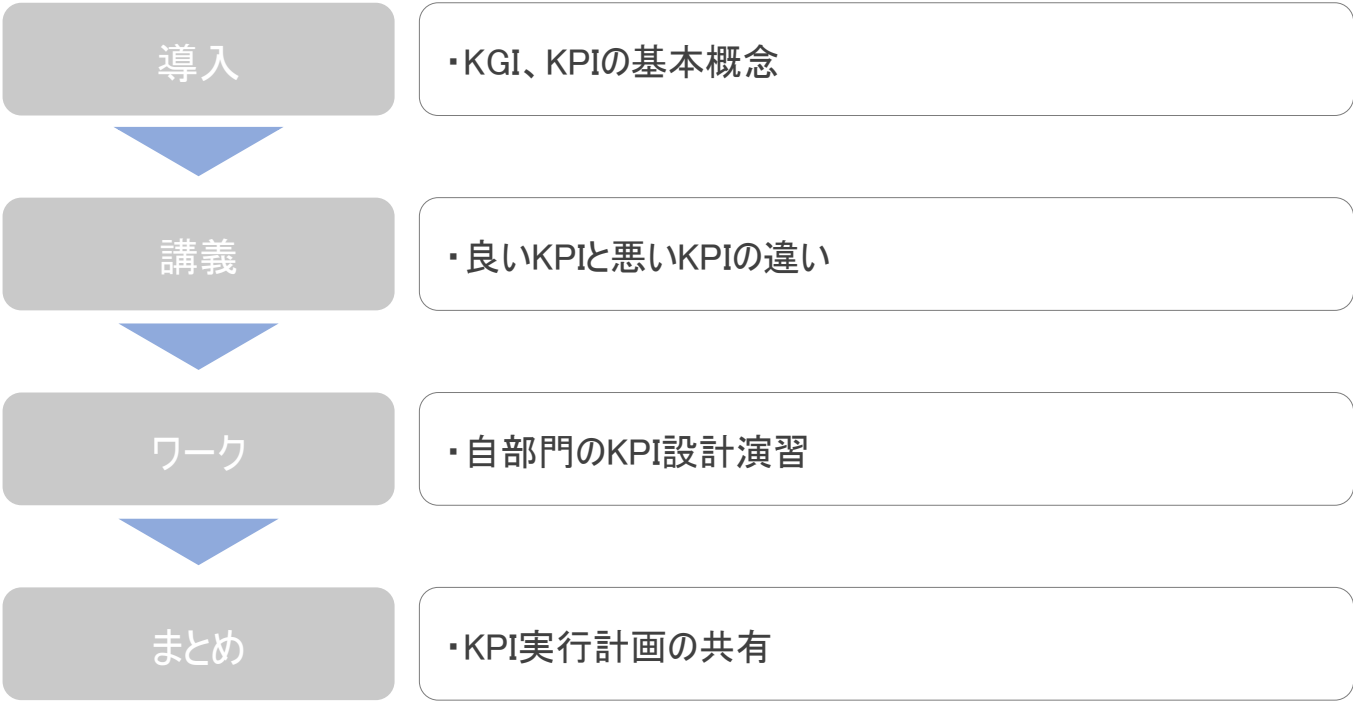 導入
・KGI、KPIの基本概念
講義
・良いKPIと悪いKPIの違い
ワーク
・自部門のKPI設計演習
まとめ
・KPI実行計画の共有